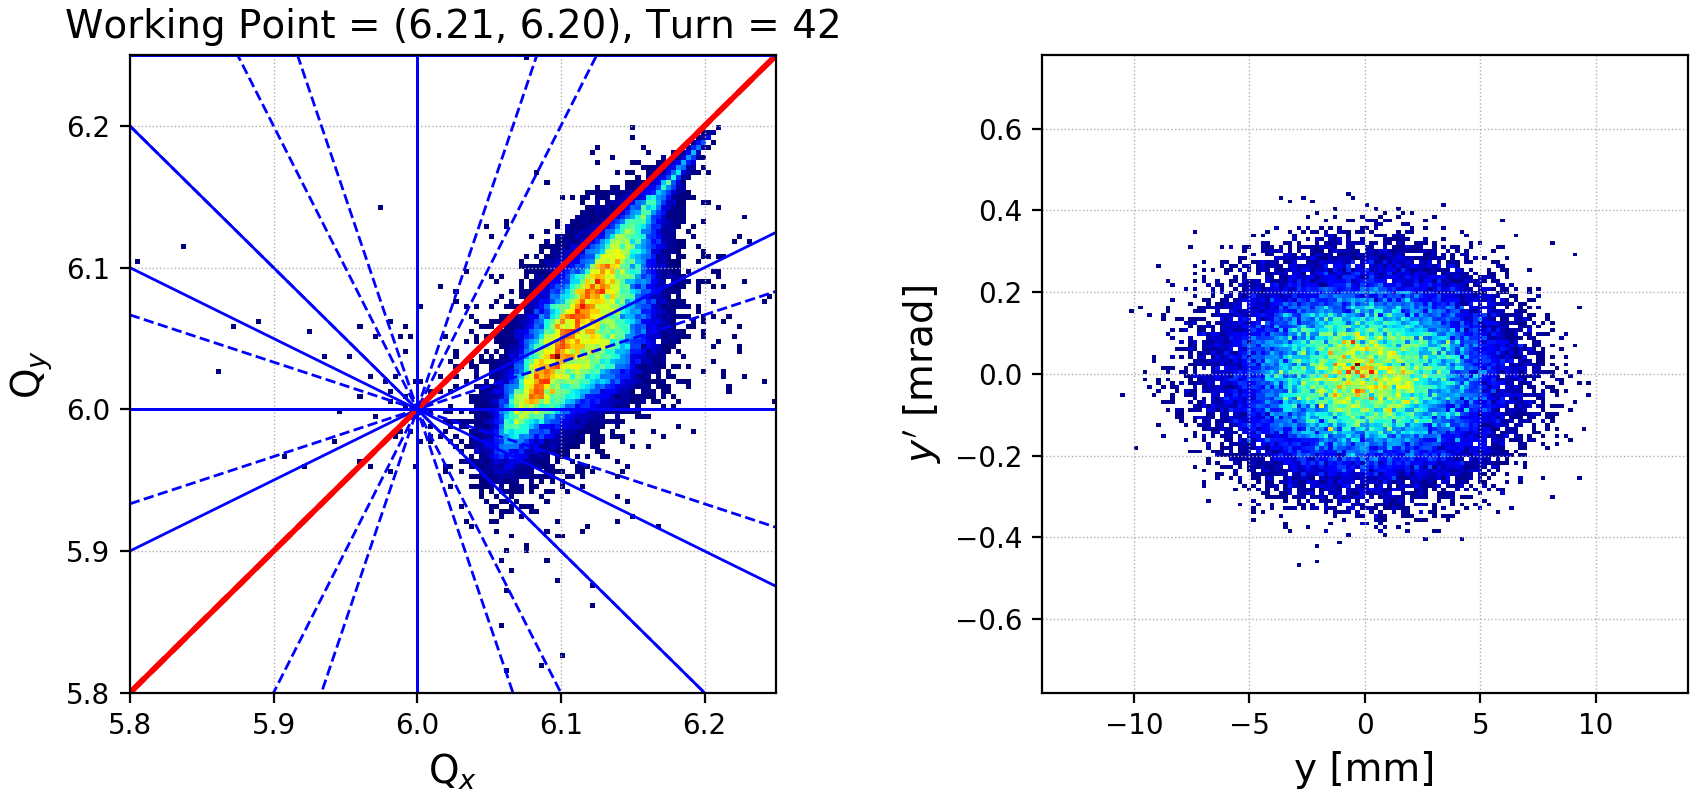 Working Point = (6.21, 6.20), Turn = 42
6.2
6.1
6.0
5.9
5.8
Qy
5.8 5.9 6.0 6.1 6.2
Qx
0.6
0.4
0.2
0.0
−0.2
−0.4
−0.6
y′ [mrad]
−10 −5 0 5 10
y [mm]